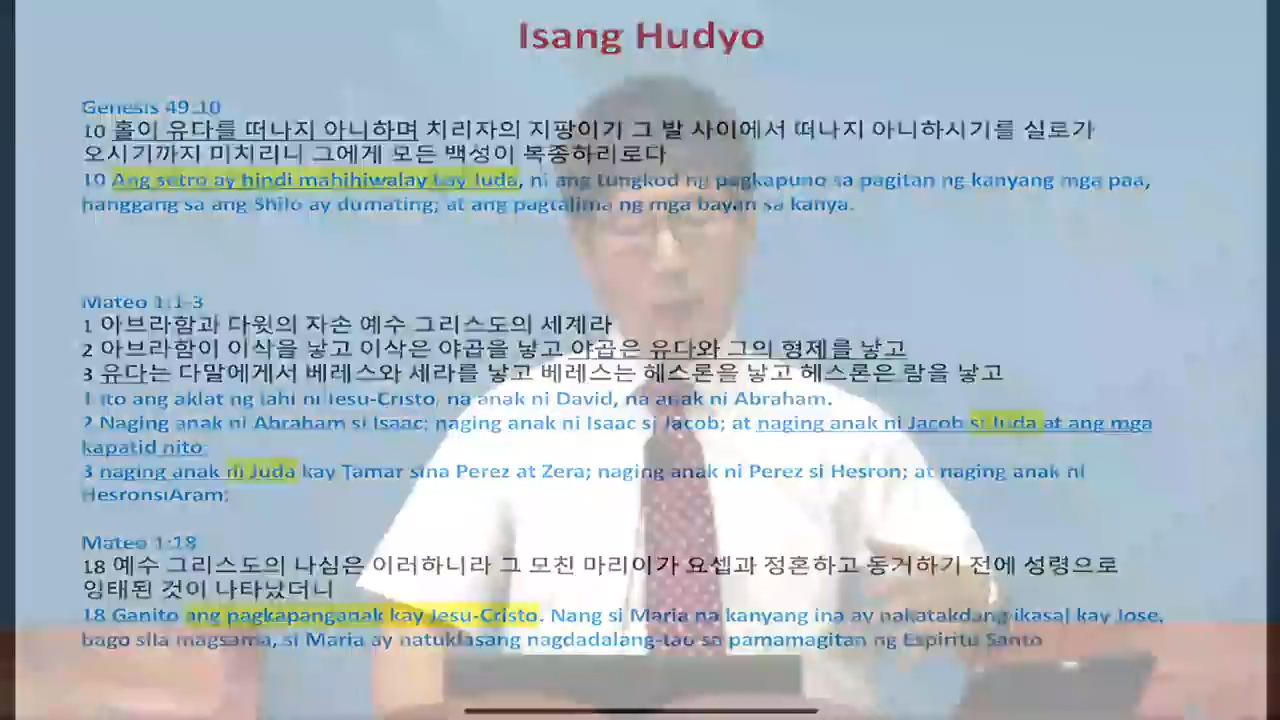 Isang Hudyo
Genesis 49:10
10 홀이 유다를 떠나지 아니하며 치리자의 지팡이가 그 발 사이에서 떠나지 아니하시기를 실로가
오시기까지 미치리니 그에게 모든 백성이 복종하리로다
10 Ang setro ay hindi mahihiwalay kay Juda, ni ang tungkod ng pagkapuno sa pagitan ng kanyang mga paa,
hanggang sa ang Shilo ay dumating; at ang pagtalima ng mga bayan sa kanya.
Mateo 1:1-3
1 아브라함과 다윗의 자손 예수 그리스도의 세계라
2 아브라함이 이삭을 낳고 이삭은 야곱을 낳고 야곱은 유다와 그의 형제를 낳고
3 유다는 다말에게서 베레스와 세라를 낳고 베레스는 헤스론을 낳고 헤스론은 람을 낳고
1 Ito ang aklat ng lahi ni Jesu-Cristo, na anak ni David, na anak ni Abraham.
2 Naging anak ni Abraham si Isaac; naging anak ni Isaac si Jacob; at naging anak ni Jacob si Juda at ang mga
kapatid nito;
3 naging anak ni Juda kay Tamar sina Perez at Zera; naging anak ni Perez si Hesron; at naging anak ni
HesronsiAram;
Mateo 1:18
18 예수 그리스도의 나심은 이러하니라 그 모친 마리아가 요셉과 정혼하고 동거하기 전에 성령으로
잉태된 것이 나타났더니
18 Ganito ang pagkapanganak kay Jesu-Cristo. Nang si Maria na kanyang ina ay nakatakdang ikasal kay Jose,
bago sila magsama, si Maria ay natuklasang nagdadalang-tao sa pamamagitan ng Espiritu Santo